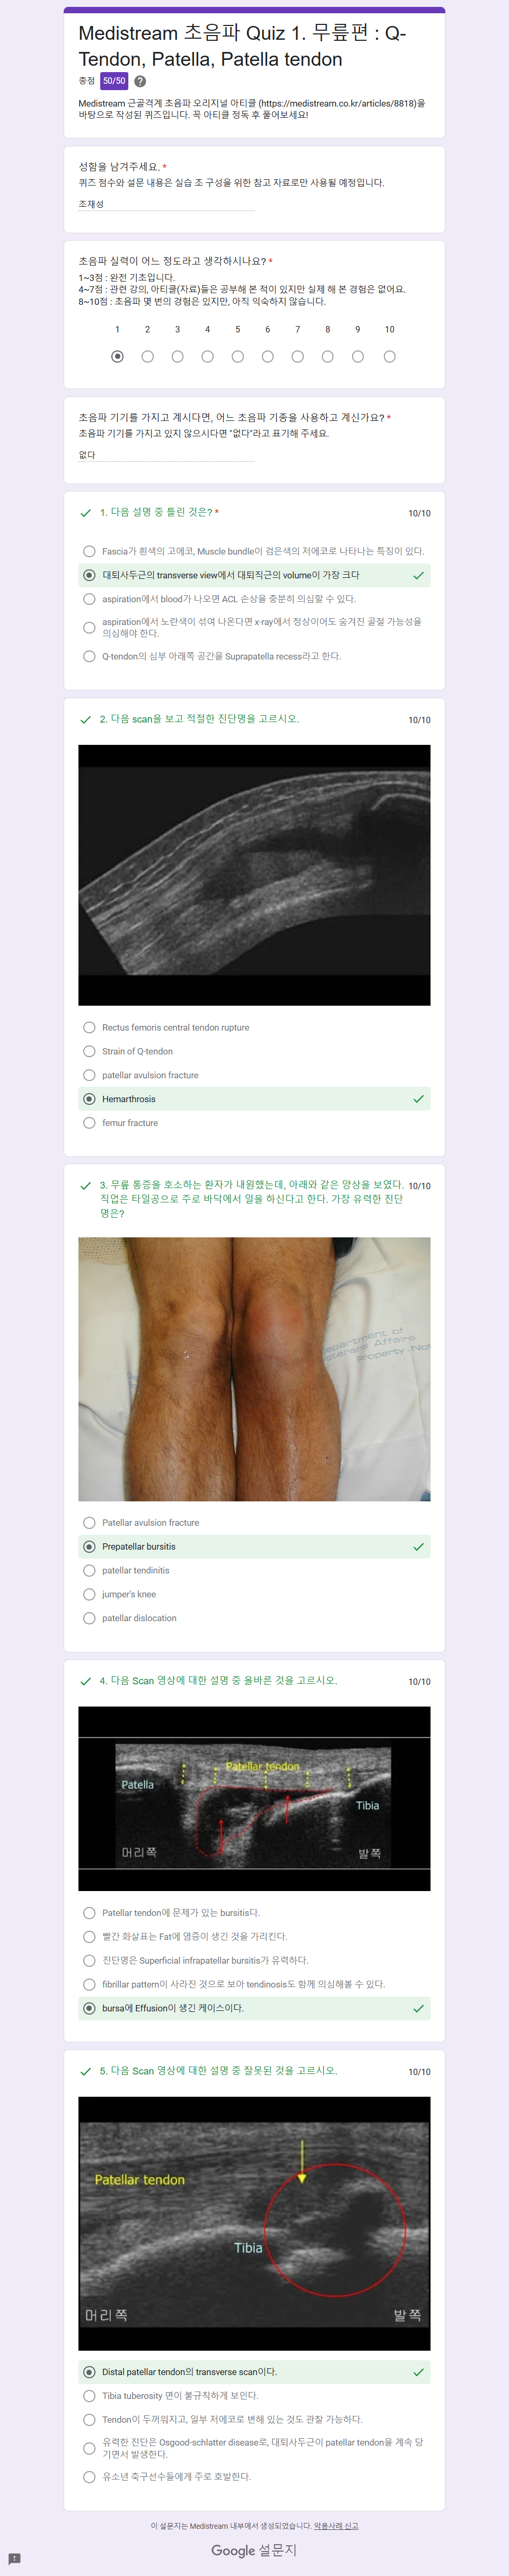 Medistream 초음파 Quiz 1. 무릎편 : Q-
Tendon, Patella, Patella tendon
총점 50/50 ?
Medistream 근골격계 초음파 오리지널 아티클 (https://medistream.co.kr/articles/8818)을
바탕으로 작성된 퀴즈입니다. 꼭 아티클 정독 후 풀어보세요!
성함을 남겨주세요. *
퀴즈 점수와 설문 내용은 실습 조 구성을 위한 참고 자료로만 사용될 예정입니다.
조재성
초음파 실력이 어느 정도라고 생각하시나요? *
1~3점 : 완전 기초입니다.
4~7점 : 관련 강의, 아티클(자료)들은 공부해 본 적이 있지만 실제 해 본 경험은 없어요.
8~10점 : 초음파 몇 번의 경험은 있지만, 아직 익숙하지 않습니다.
1 2 3 4 5 6 7 8 9 10
초음파 기기를 가지고 계시다면, 어느 초음파 기종을 사용하고 계신가요? *
초음파 기기를 가지고 있지 않으시다면 "없다"라고 표기해 주세요.
없다
1. 다음 설명 중 틀린 것은? * 10/10
Fascia가 흰색의 고에코, Muscle bundle이 검은색의 저에코로 나타나는 특징이 있다.
대퇴사두근의 transverse view에서 대퇴직근의 volume이 가장 크다
aspiration에서 blood가 나오면 ACL 손상을 충분히 의심할 수 있다.
aspiration에서 노란색이 섞여 나온다면 x-ray에서 정상이어도 숨겨진 골절 가능성을
의심해야 한다.
Q-tendon의 심부 아래쪽 공간을 Suprapatella recess라고 한다.
2. 다음 scan을 보고 적절한 진단명을 고르시오. 10/10
Rectus femoris central tendon rupture
Strain of Q-tendon
patellar avulsion fracture
Hemarthrosis
femur fracture
3. 무릎 통증을 호소하는 환자가 내원했는데, 아래와 같은 양상을 보였다. 10/10
직업은 타일공으로 주로 바닥에서 일을 하신다고 한다. 가장 유력한 진단
명은?
Department of
Veterans Affairs
Property
Patellar avulsion fracture
Prepatellar bursitis
patellar tendinitis
jumper's knee
patellar dislocation
4. 다음 Scan 영상에 대한 설명 중 올바른 것을 고르시오. 10/10
Patellar tendon
Patella
Tibia
머리쪽 발쪽
Patellar tendon에 문제가 있는 bursitis다.
빨간 화살표는 Fat에 염증이 생긴 것을 가리킨다.
진단명은 Superficial infrapatellar bursitis가 유력하다.
fibrillar pattern이 사라진 것으로 보아 tendinosis도 함께 의심해볼 수 있다.
bursa에 Effusion이 생긴 케이스이다.
5. 다음 Scan 영상에 대한 설명 중 잘못된 것을 고르시오. 10/10
Patellar tendon
Tibia
머리쪽 발쪽
Distal patellar tendon의 transverse scan이다.
Tibia tuberosity 면이 불규칙하게 보인다.
Tendon이 두꺼워지고, 일부 저에코로 변해 있는 것도 관찰 가능하다.
유력한 진단은 Osgood-schlatter disease로, 대퇴사두근이 patellar tendon을 계속 당
기면서 발생한다.
유소년 축구선수들에게 주로 호발한다.
이 설문지는 Medistream 내부에서 생성되었습니다. 악용사례 신고
Google 설문지